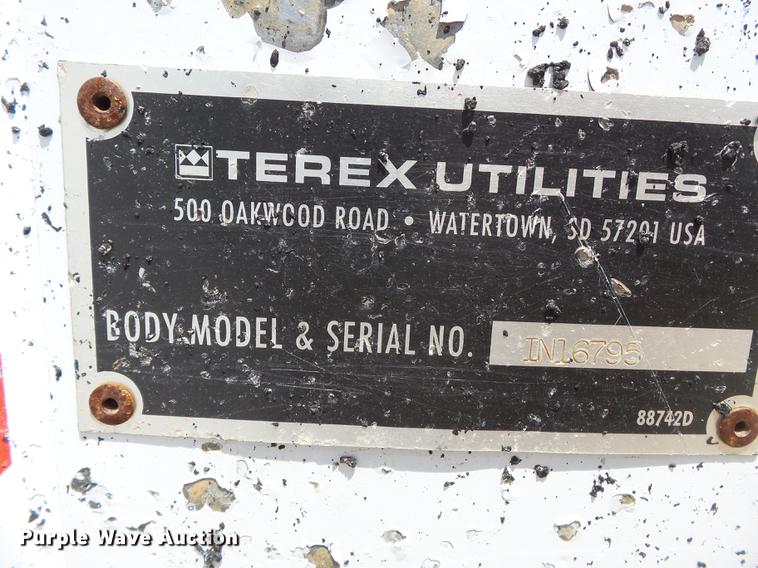 TEREX UTILITIES
500 OAKWOOD ROAD • WATERTOWN, SD 57201 USA
BODY MODEL & SERIAL NO. IN16795
88742D
Purple Wave Auction